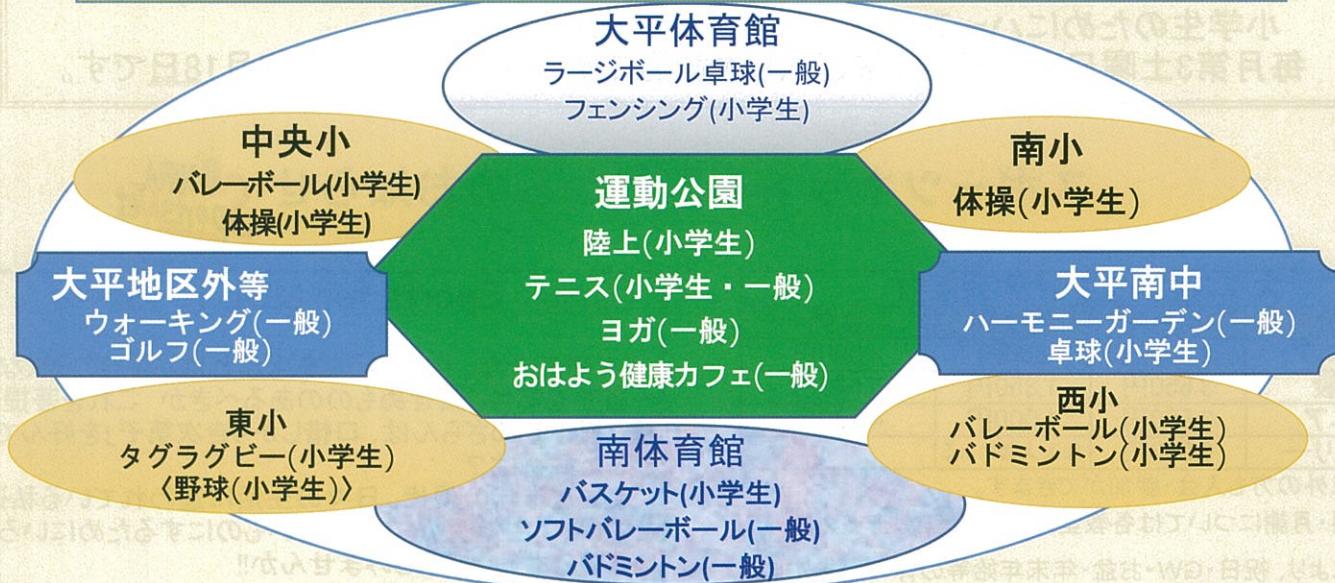 大平体育館
ラージボール卓球(一般)
フェンシング(小学生)
中央小
バレーボール(小学生)
体操(小学生)
南小
体操(小学生)
運動公園
陸上(小学生)
テニス(小学生・一般)
ヨガ(一般)
おはよう健康カフェ(一般)
大平地区外等
ウォーキング(一般)
ゴルフ(一般)
大平南中
ハーモニーガーデン(一般)
卓球(小学生)
東小
タグラグビー(小学生)
〈野球(小学生)〉
西小
バレーボール(小学生)
バドミントン(小学生)
南体育館
バスケット(小学生)
ソフトバレーボール(一般)
バドミントン(一般)